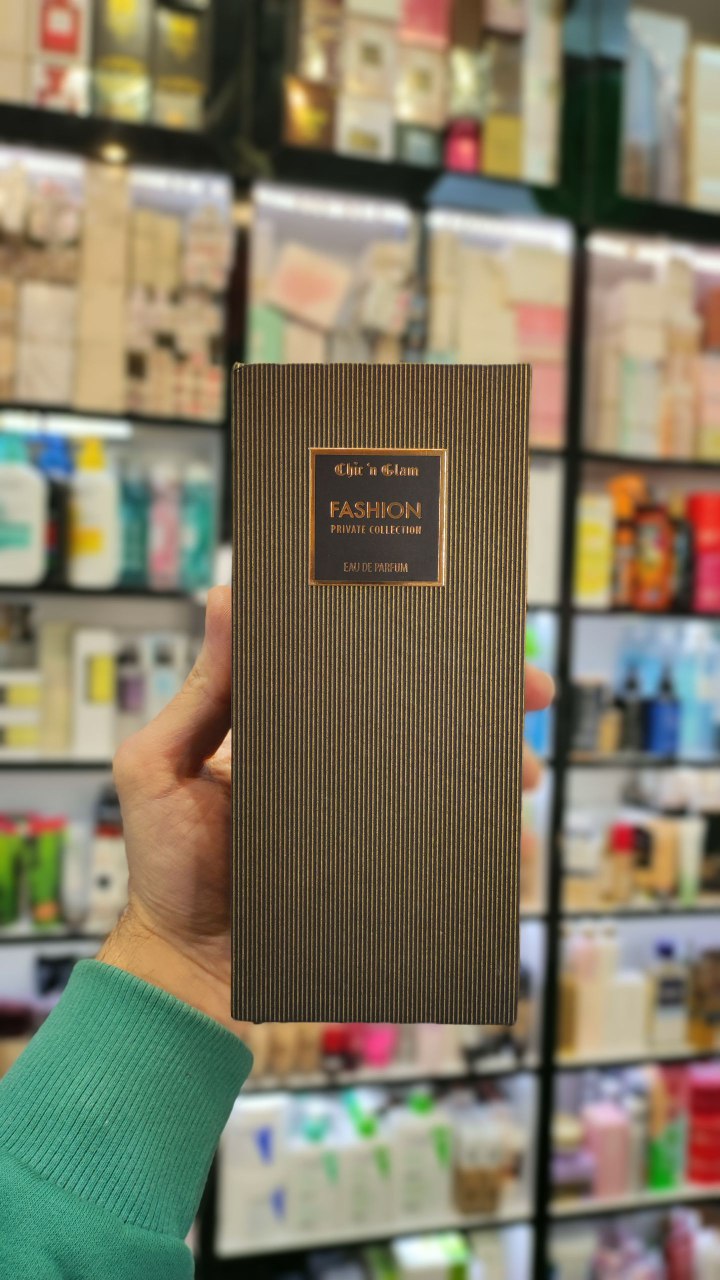 Chic 'n Glam
FASHION
PRIVATE COLLECTION
EAU DE PARFUM